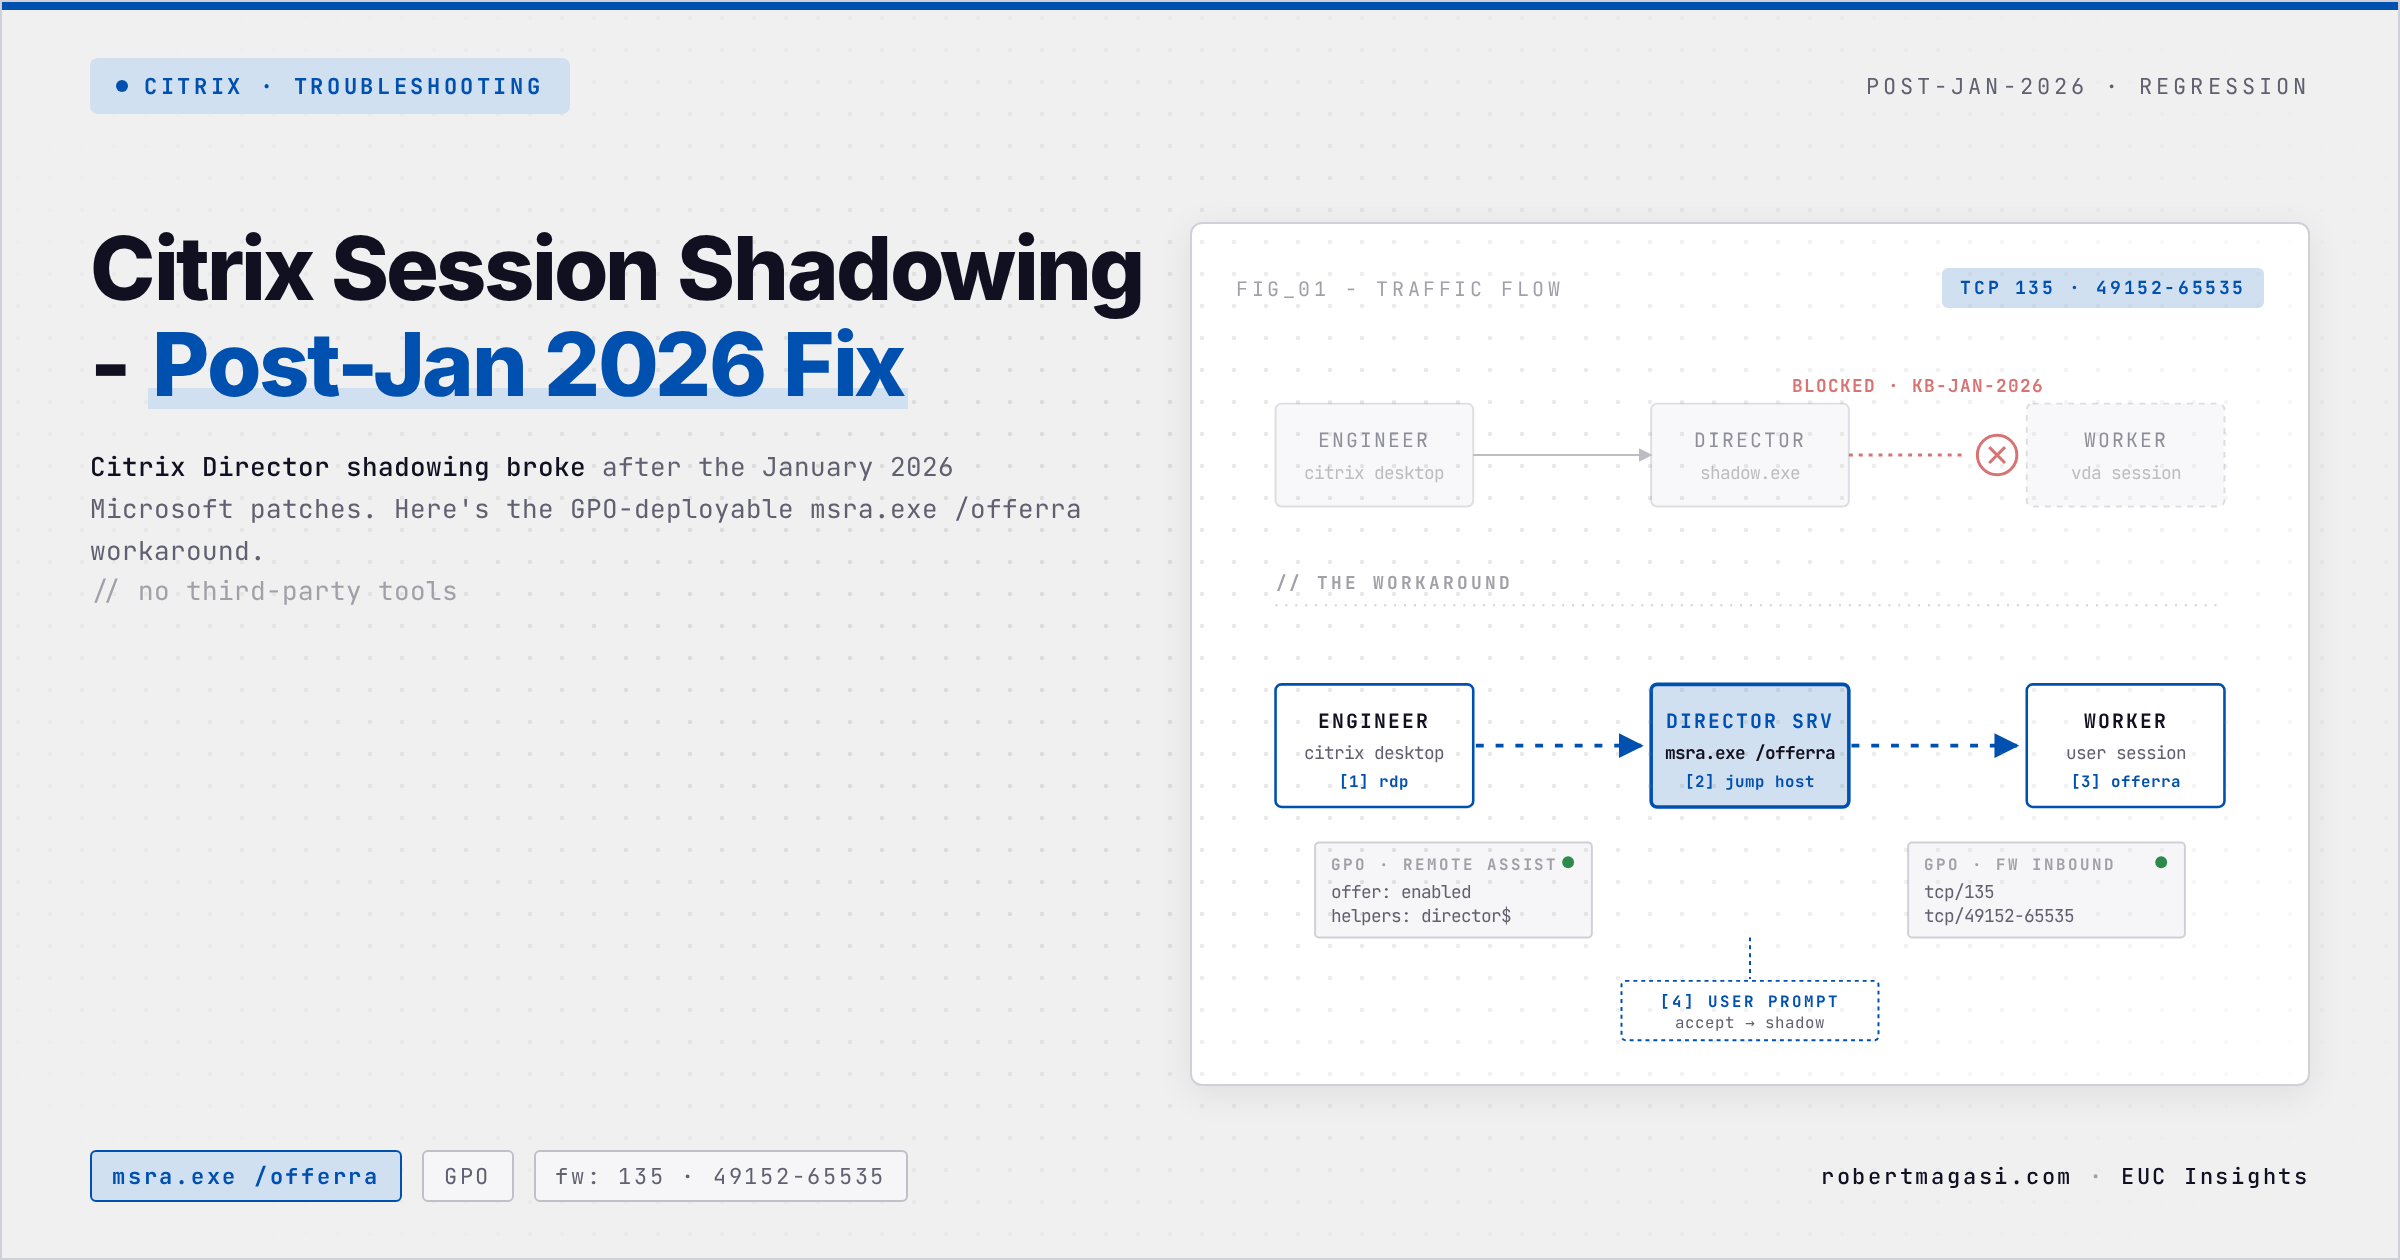 CITRIX · TROUBLESHOOTING
POST-JAN-2026 · REGRESSION
Citrix Session Shadowing
- Post-Jan 2026 Fix
Citrix Director shadowing broke after the January 2026
Microsoft patches. Here's the GPO-deployable msra.exe /offerra
workaround.
// no third-party tools
FIG_01 - TRAFFIC FLOW
TCP 135 · 49152-65535
BLOCKED · KB-JAN-2026
ENGINEER
citrix desktop
DIRECTOR
shadow.exe
WORKER
vda session
// THE WORKAROUND
ENGINEER
citrix desktop
[1] rdp
DIRECTOR SRV
msra.exe /offerra
[2] jump host
WORKER
user session
[3] offerra
GPO · REMOTE ASSIST
offer: enabled
helpers: director$
GPO · FW INBOUND
tcp/135
tcp/49152-65535
[4] USER PROMPT
accept → shadow
msra.exe /offerra
GPO
fw: 135 · 49152-65535
robertmagasi.com · EUC Insights